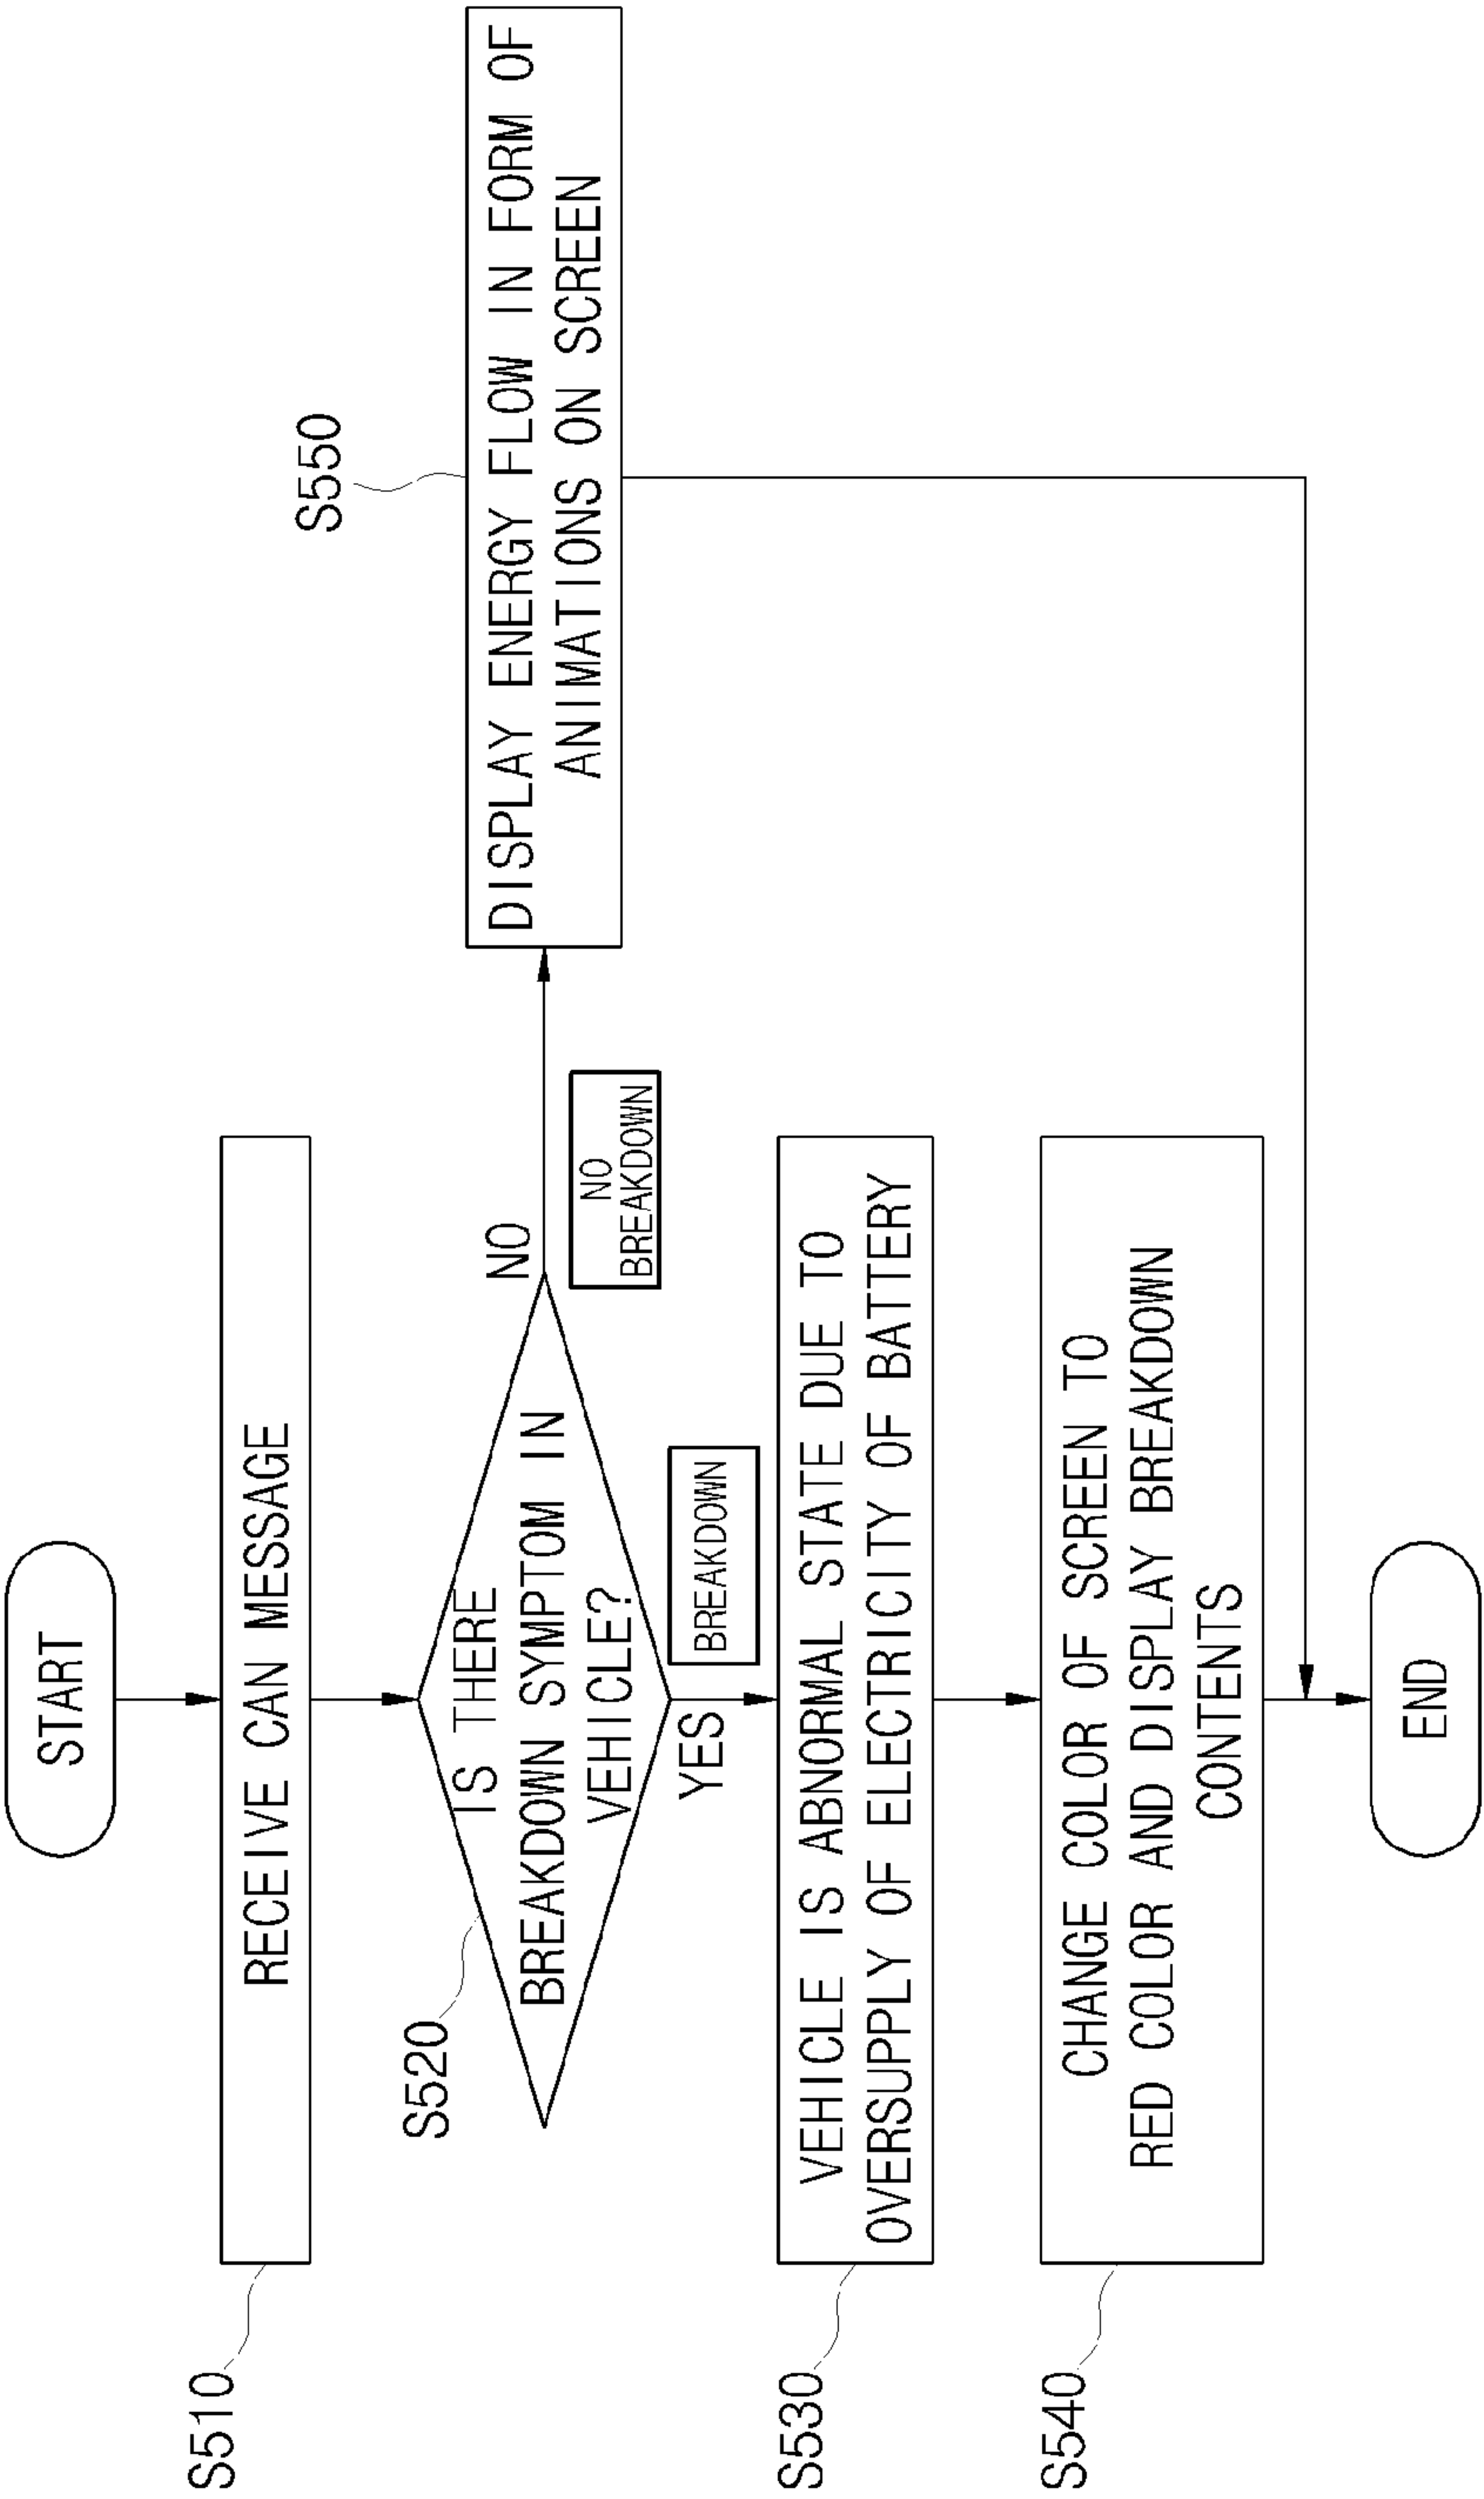 START
S510
RECEIVE CAN MESSAGE
S520
IS THERE
BREAKDOWN SYMPTOM IN
VEHICLE?
NO
NO
BREAKDOWN
S550
DISPLAY ENERGY FLOW IN FORM OF
ANIMATIONS ON SCREEN
YES
BREAKDOWN
S530
VEHICLE IS ABNORMAL STATE DUE TO
OVERSUPPLY OF ELECTRICITY OF BATTERY
S540
CHANGE COLOR OF SCREEN TO
RED COLOR AND DISPLAY BREAKDOWN
CONTENTS
END